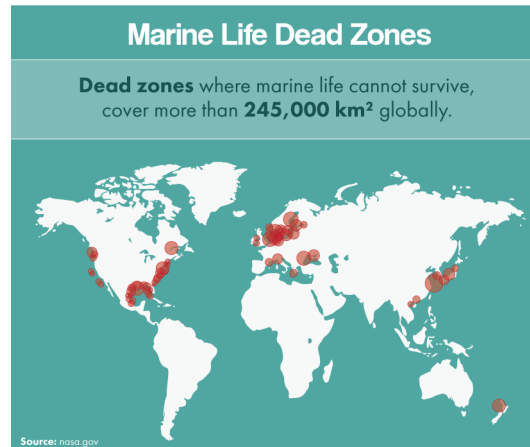 Marine Life Dead Zones
Dead zones where marine life cannot survive,
cover more than 245,000 km² globally.
Source: nasa.gov